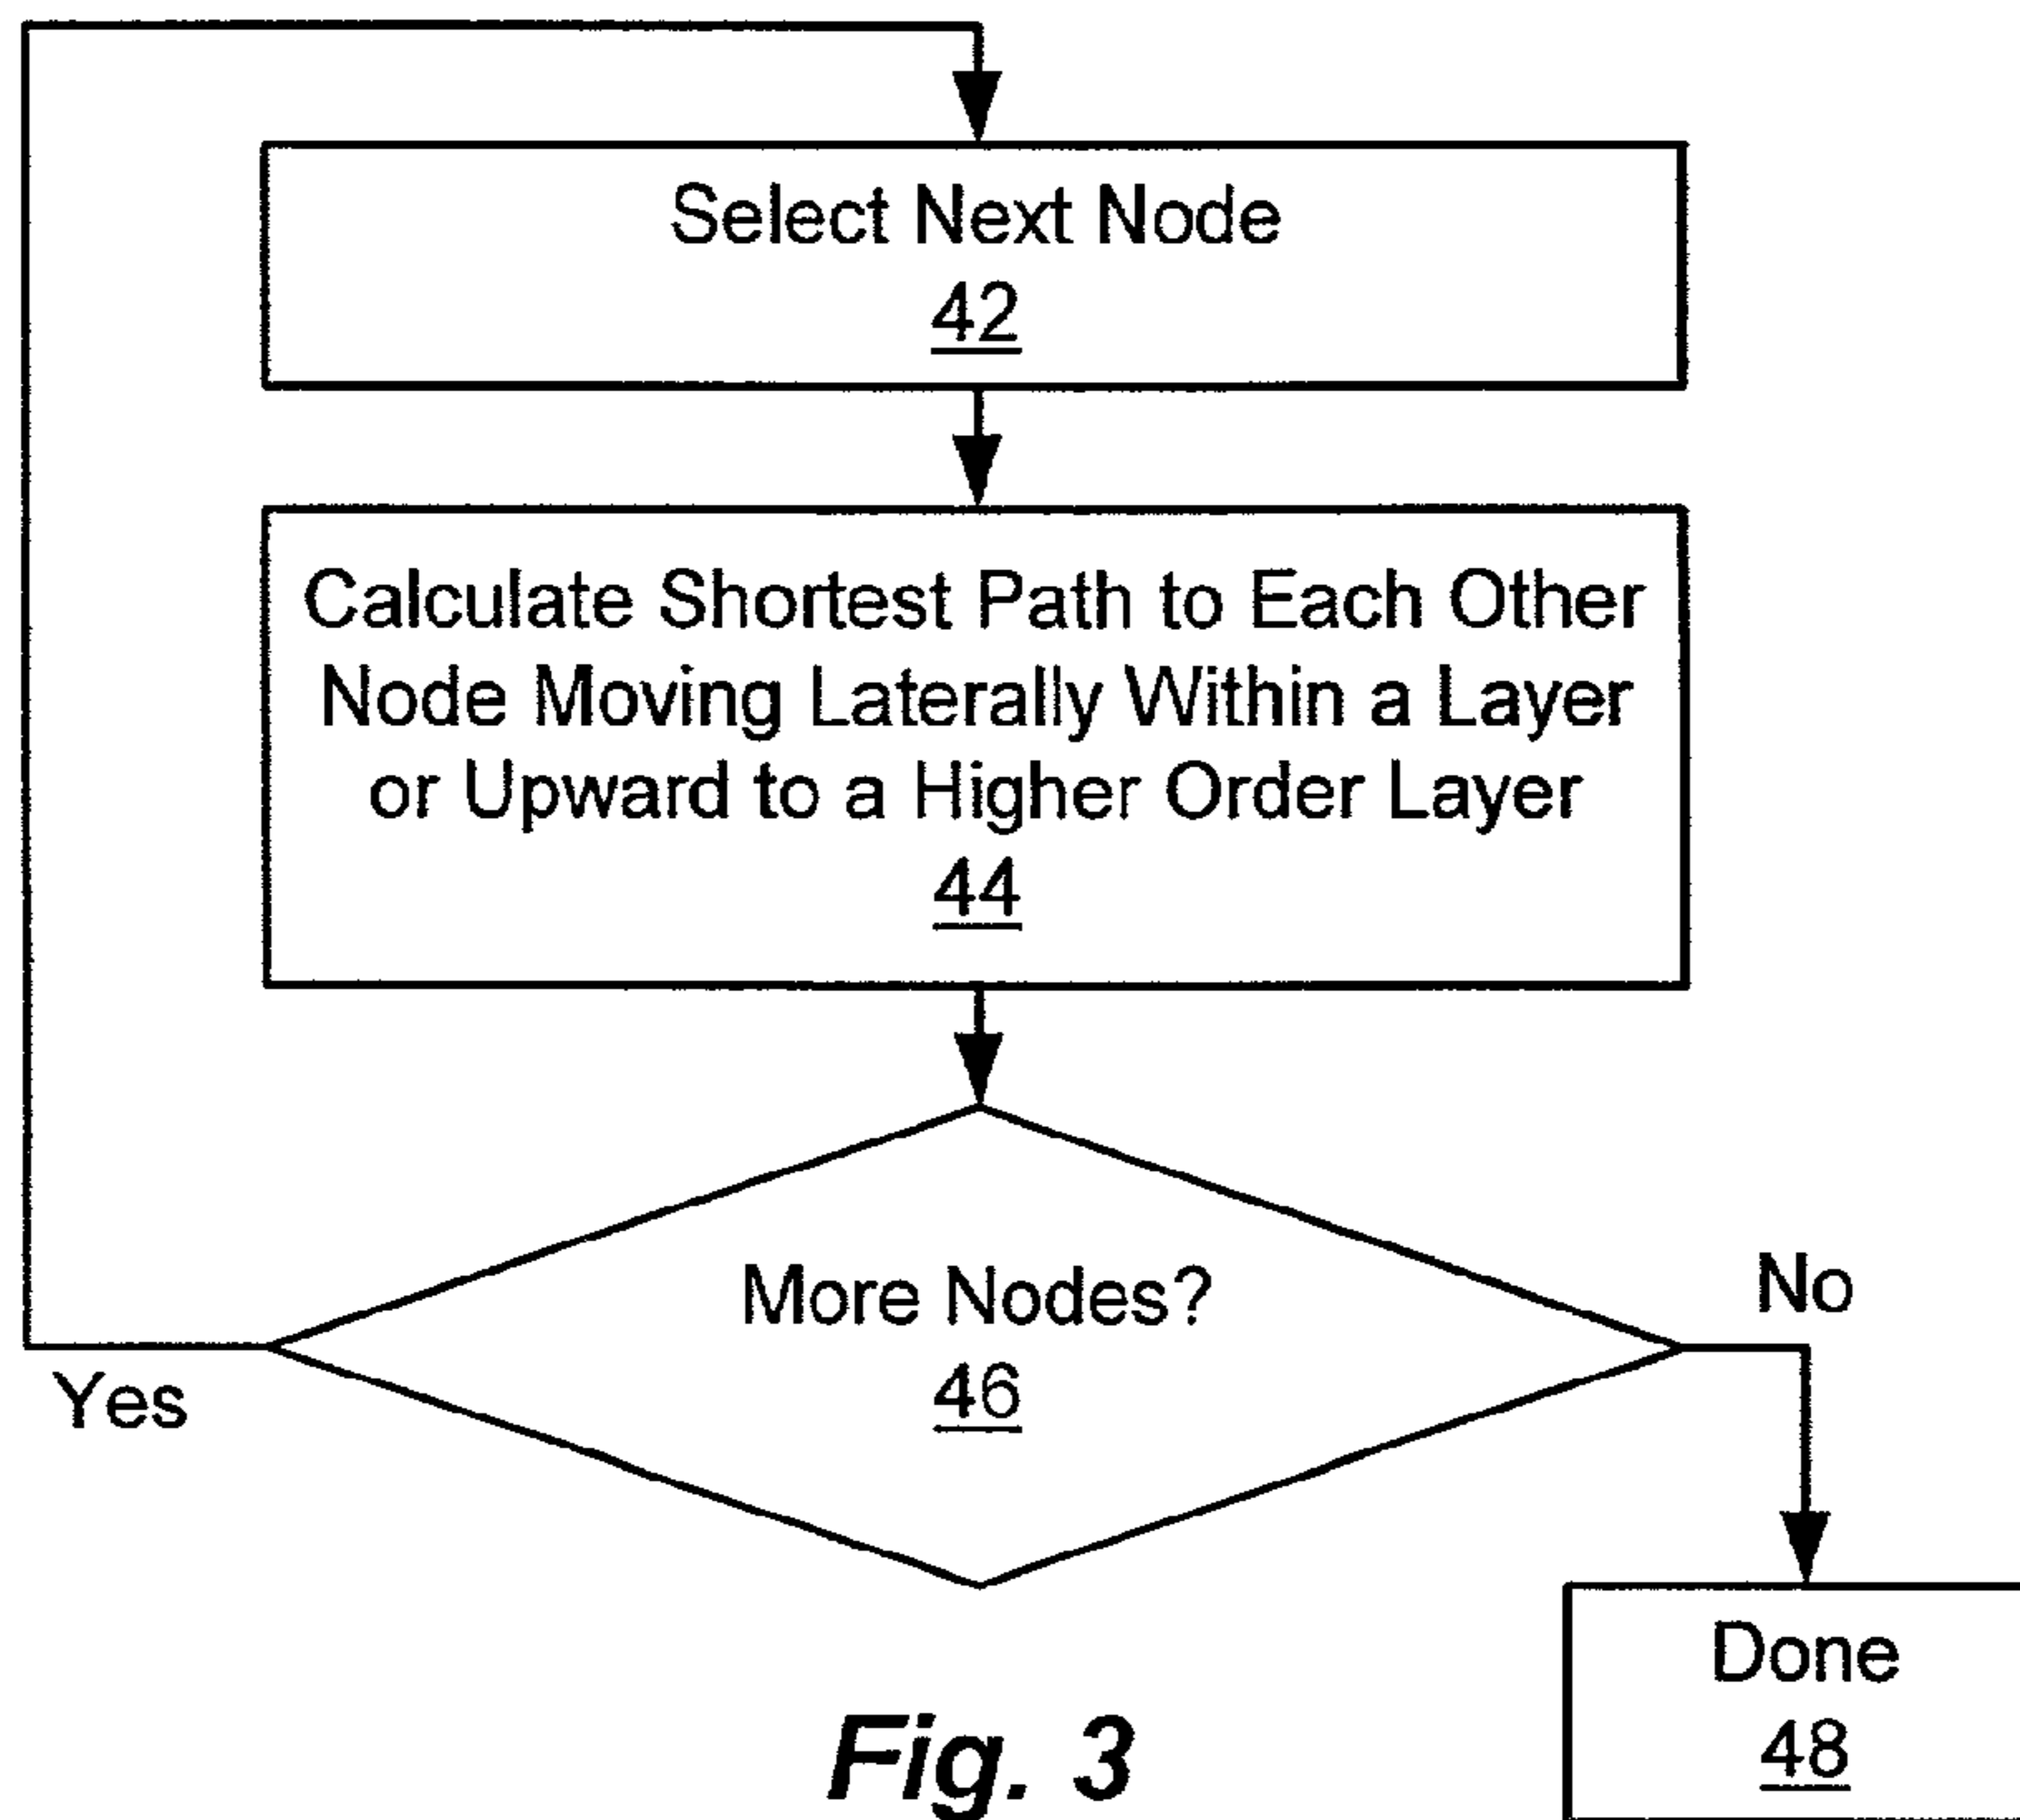 Select Next Node
42
Calculate Shortest Path to Each Other
Node Moving Laterally Within a Layer
or Upward to a Higher Order Layer
44
More Nodes?
46
Yes
No
Done
48
Fig. 3